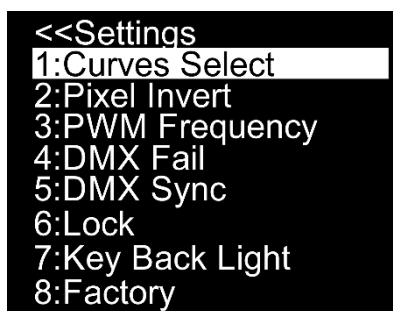 <<Settings
1:Curves Select
2:Pixel Invert
3:PWM Frequency
4:DMX Fail
5:DMX Sync
6:Lock
7:Key Back Light
8:Factory